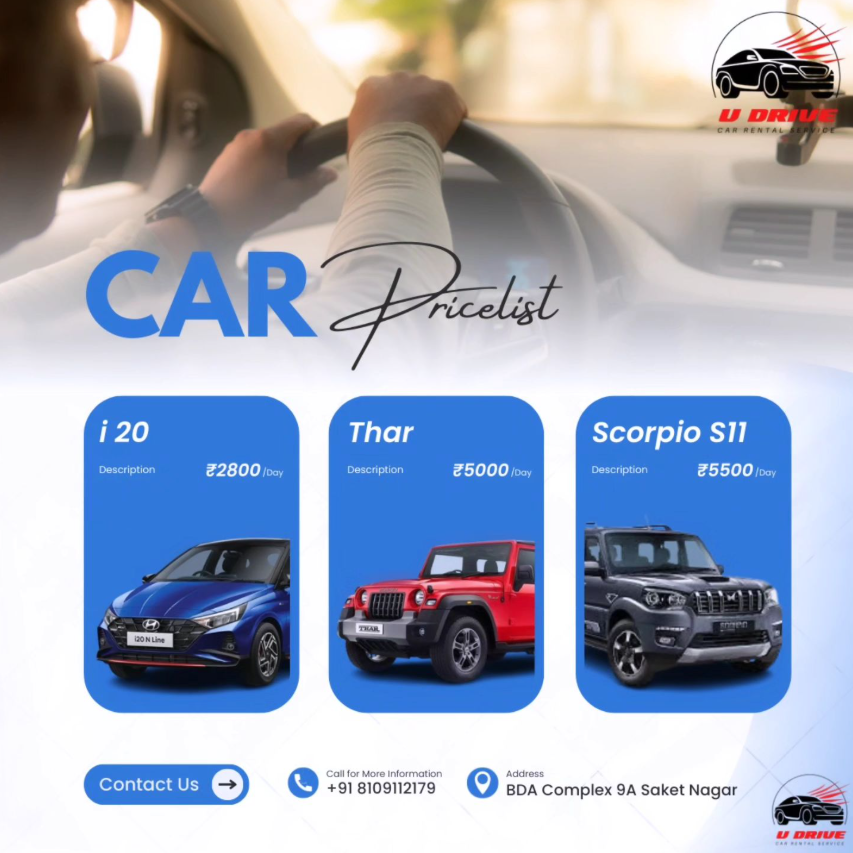 U DRIVE
CAR RENTAL SERVICE
CAR Pricelist
i 20
Description ₹2800 /Day
i20 N Line
Thar
Description ₹5000 /Day
THAR
Scorpio S11
Description ₹5500 /Day
Contact Us
Call for More Information
+91 8109112179
Address
BDA Complex 9A Saket Nagar
U DRIVE
CAR RENTAL SERVICE